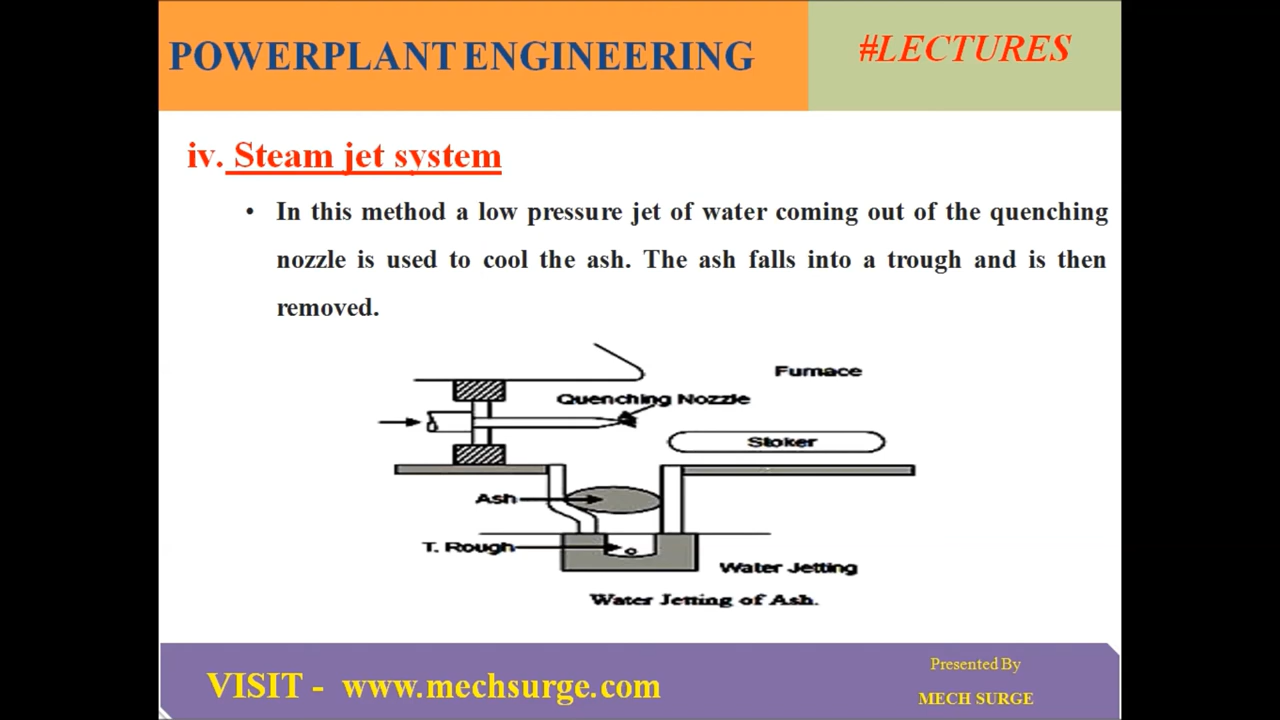 POWERPLANT ENGINEERING
#LECTURES
iv. Steam jet system
• In this method a low pressure jet of water coming out of the quenching
nozzle is used to cool the ash. The ash falls into a trough and is then
removed.
Furnace
Quenching Nozzle
Stoker
Ash
T. Rough
Water Jetting
Water Jetting of Ash.
VISIT - www.mechsurge.com
Presented By
MECH SURGE